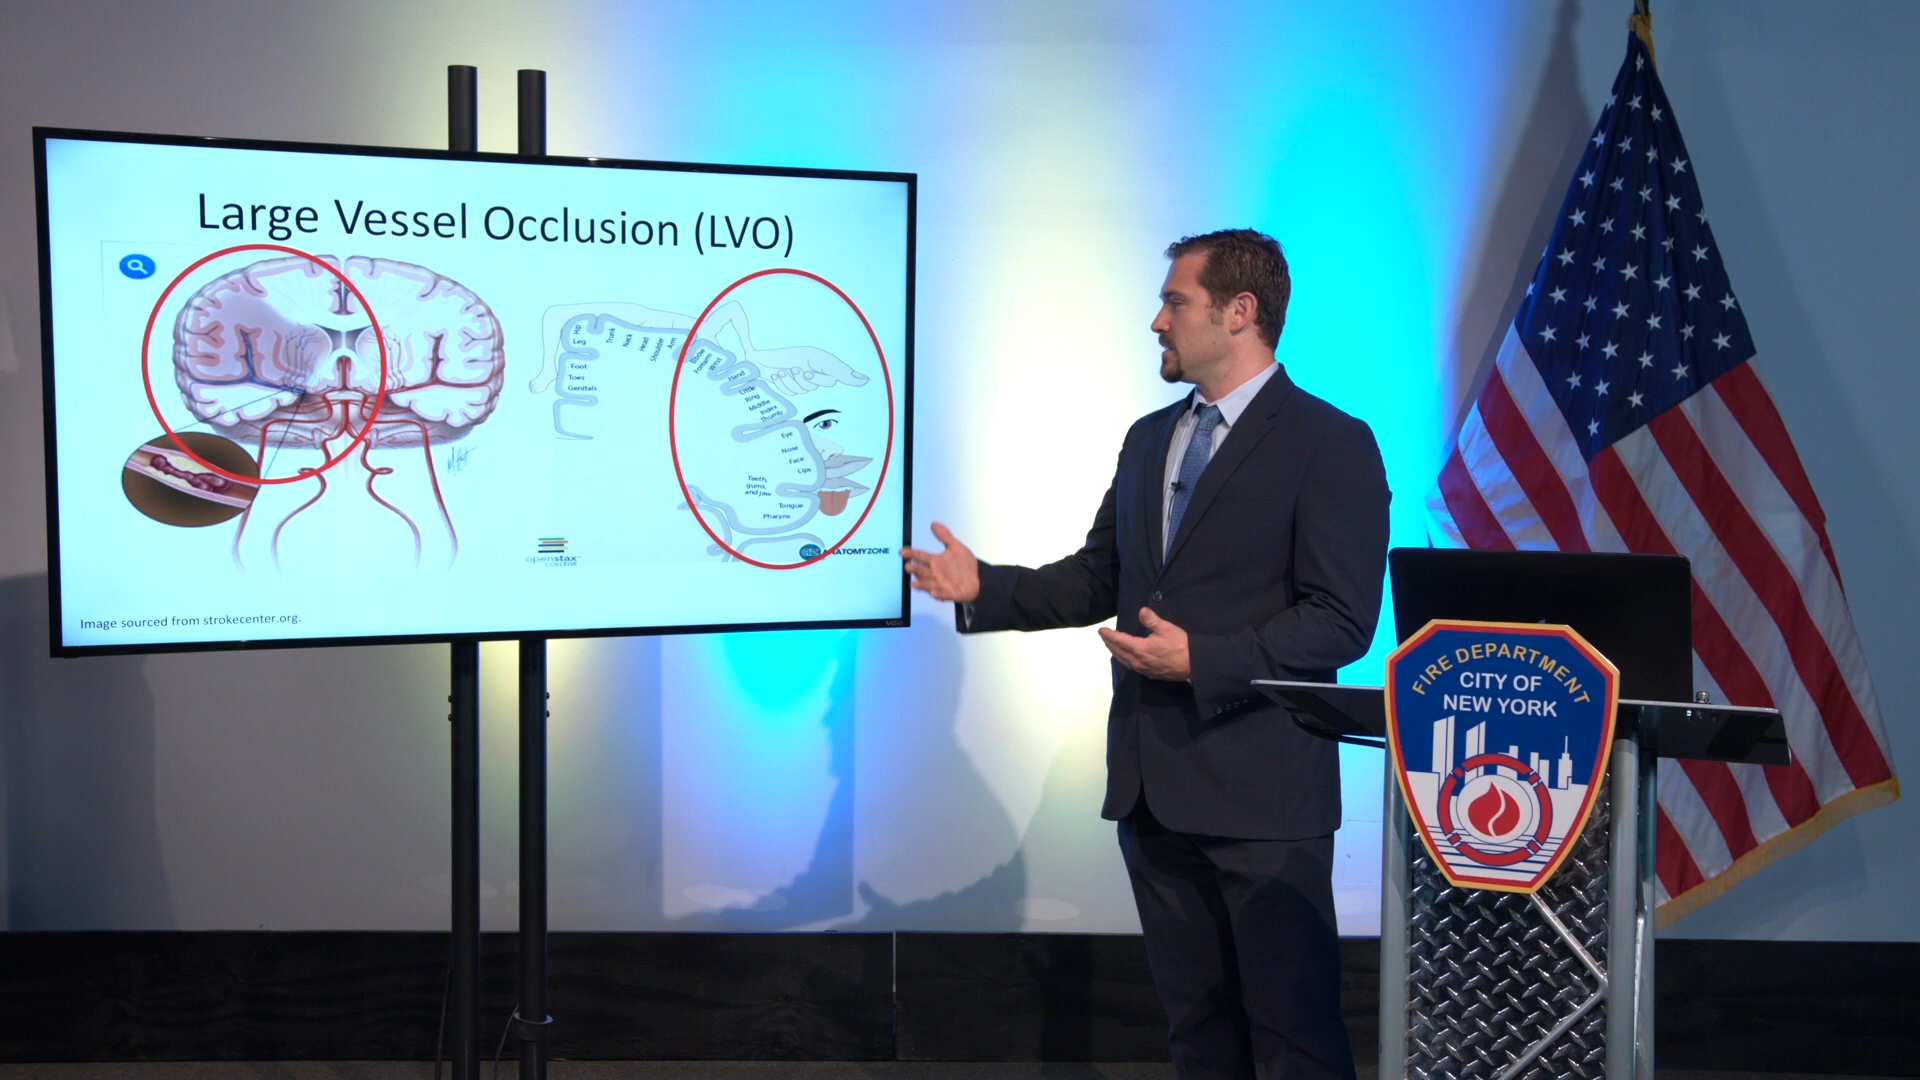 Large Vessel Occlusion (LVO)
Hip
Leg
Foot
Toes
Genitals
Trunk
Neck
Head
Shoulder
Arm
Elbow
Forearm
Wrist
Hand
Little
Ring
Middle
Index
Thumb
Eye
Nose
Face
Lips
Teeth,
gums,
and jaw
Tongue
Pharynx
openstax
COLLEGE
ANATOMYZONE
Image sourced from strokecenter.org.
FIRE DEPARTMENT
CITY OF
NEW YORK